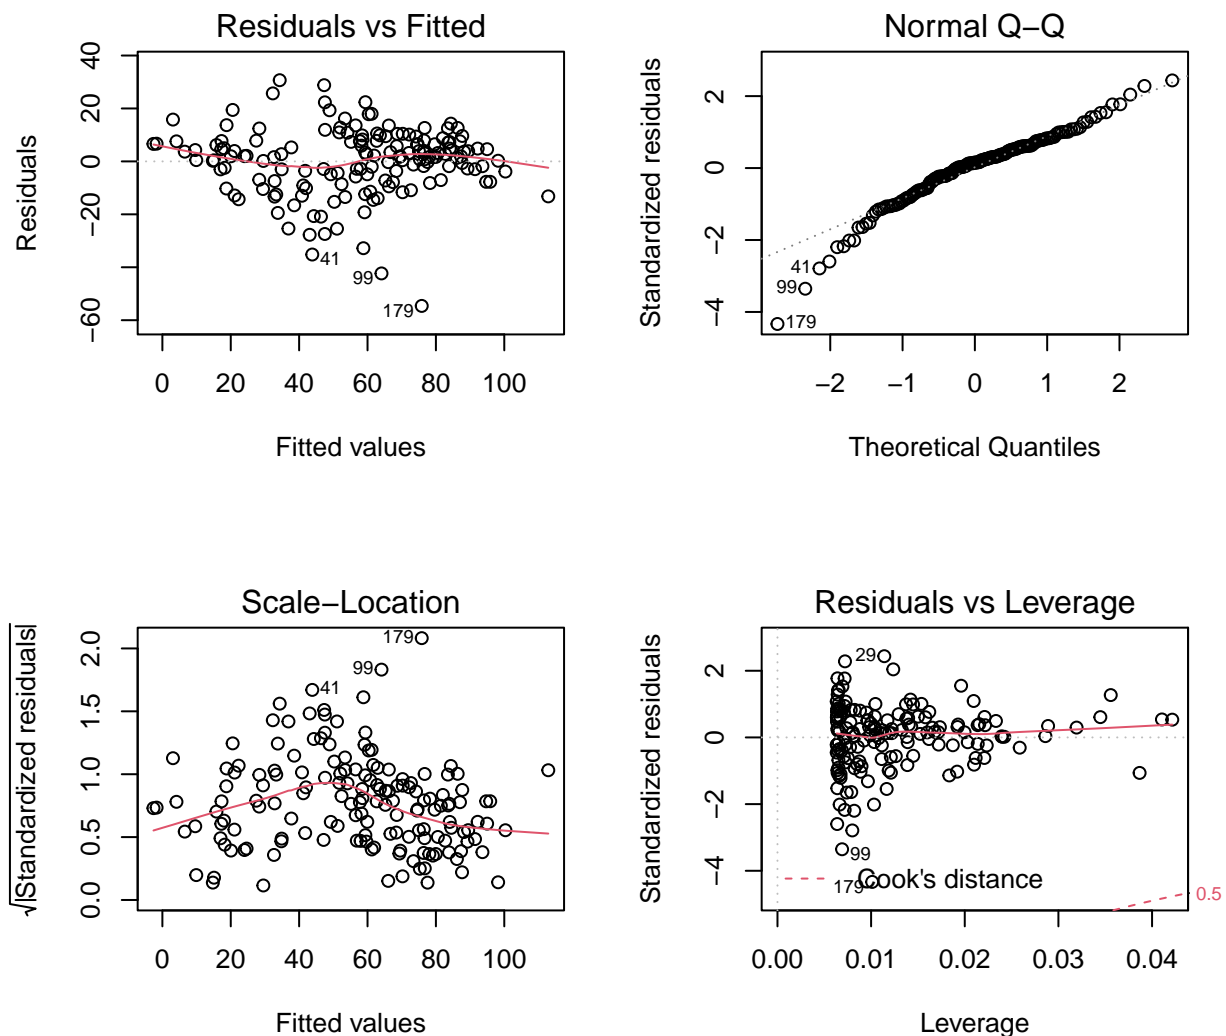 Residuals vs Fitted
Residuals
40
20
0
−20
−60
41
99
179
0 20 40 60 80 100
Fitted values
Normal Q−Q
Standardized residuals
2
0
−2
−4
41
99
179
−2 −1 0 1 2
Theoretical Quantiles
Scale−Location
√|Standardized residuals|
2.0
1.5
1.0
0.5
0.0
179
99
41
0 20 40 60 80 100
Fitted values
Residuals vs Leverage
Standardized residuals
2
0
−2
−4
29
99
179
Cook's distance
0.5
0.00 0.01 0.02 0.03 0.04
Leverage